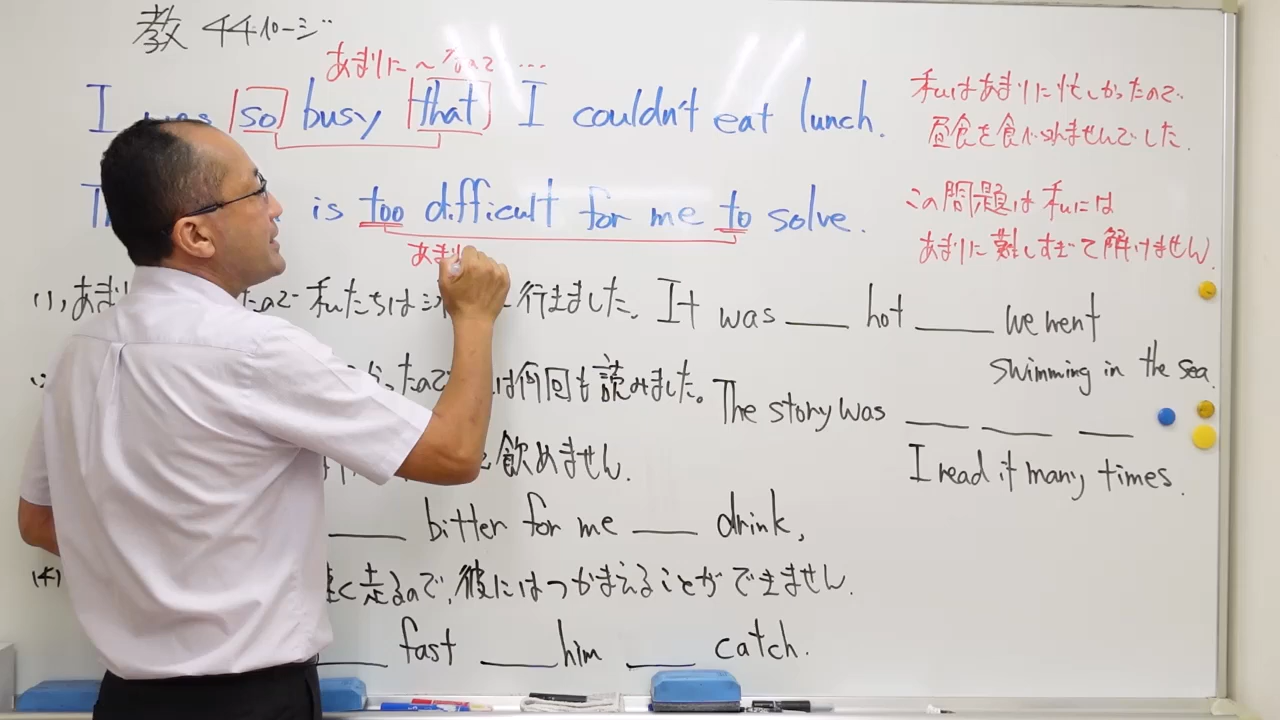 教 44ページ
あまりに〜なので …
I so busy that I couldn't eat lunch.
私はあまりに忙しかったので、
昼食を食べられませんでした。
is too difficult for me to solve.
この問題は私には
あまりに難しすぎて解けません。
あまり
(1) あま たので 私たちは 行きました。 It was ___ hot ___ we went
swimming in the sea.
かったので は何回も読みました。 The story was ___ ___ ___
I read it many times.
飲めません。
___ bitter for me ___ drink.
(4) 速く走るので、彼にはつかまえることができません。
___ fast ___ him ___ catch.